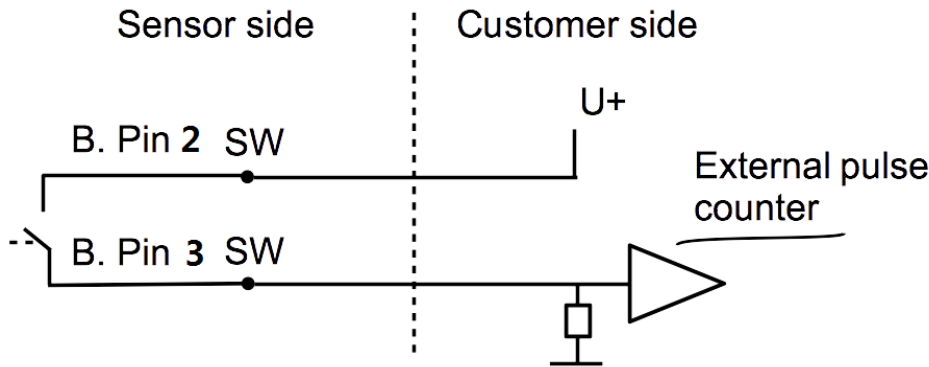 Sensor side
Customer side
U+
B. Pin 2 SW
External pulse
counter
B. Pin 3 SW